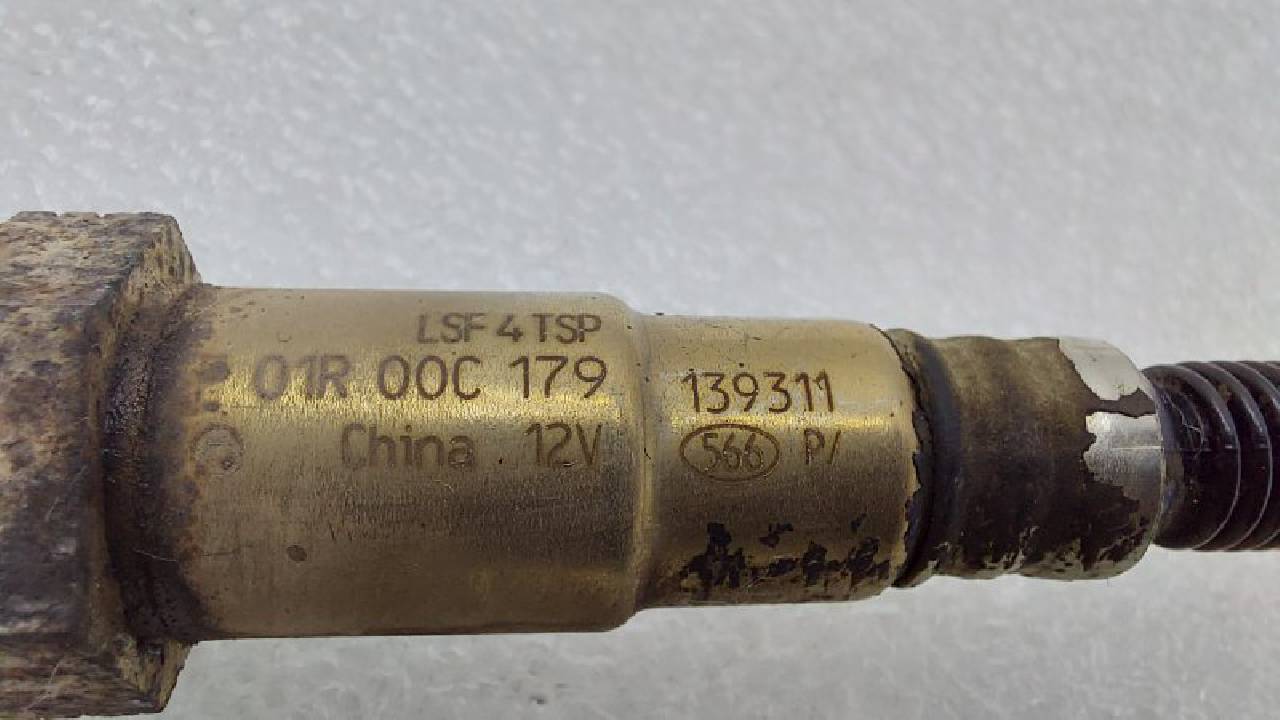 LSF 4 TSP
01R 00C 179
China 12V
139311
566 P/